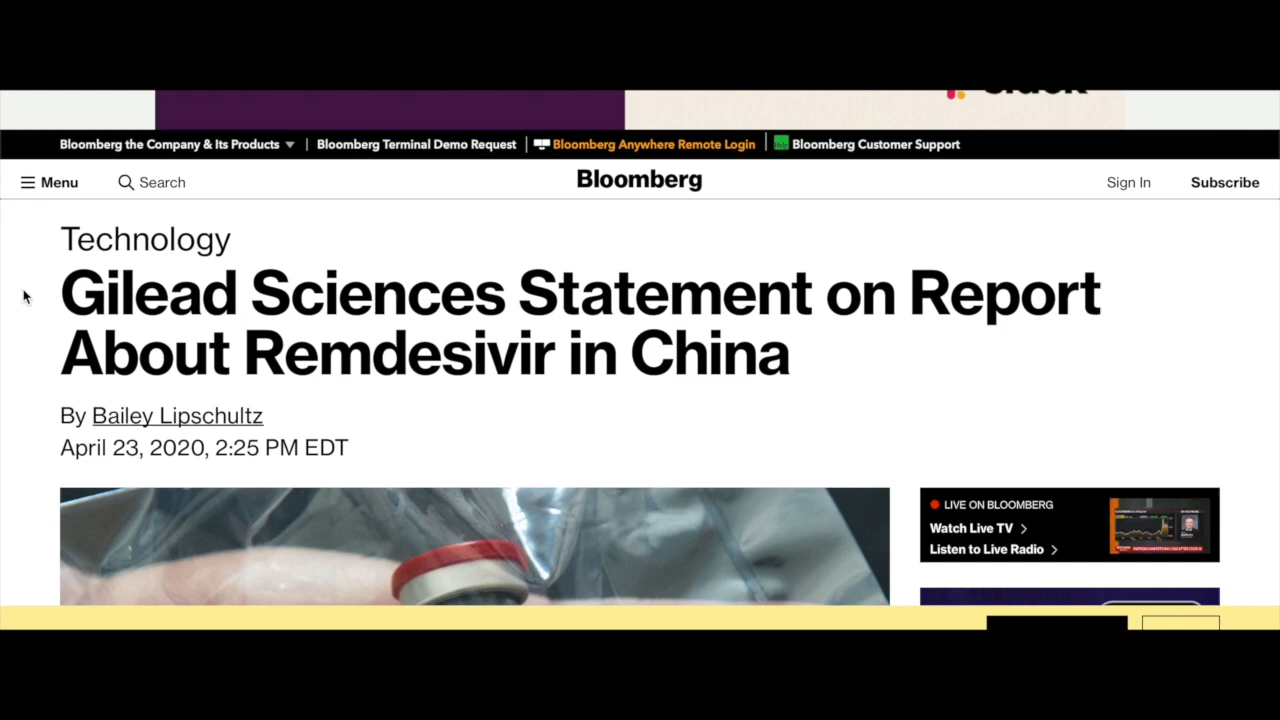 Bloomberg the Company & Its Products
Bloomberg Terminal Demo Request
Bloomberg Anywhere Remote Login
Bloomberg Customer Support
Menu
Search
Bloomberg
Sign In
Subscribe
Technology
Gilead Sciences Statement on Report
About Remdesivir in China
By Bailey Lipschultz
April 23, 2020, 2:25 PM EDT
LIVE ON BLOOMBERG
Watch Live TV
Listen to Live Radio